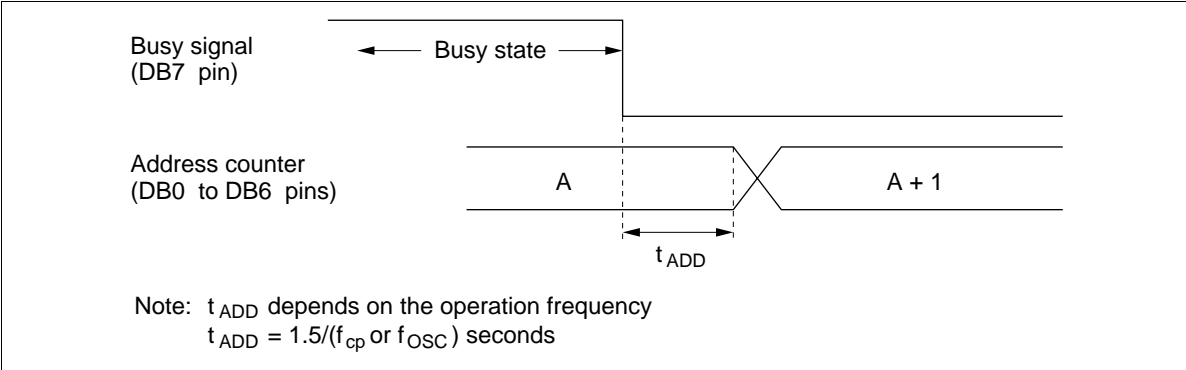 Busy signal
(DB7 pin)
Busy state
Address counter
(DB0 to DB6 pins)
A
A + 1
t ADD
Note: t ADD depends on the operation frequency
t ADD = 1.5/(f cp or f OSC ) seconds